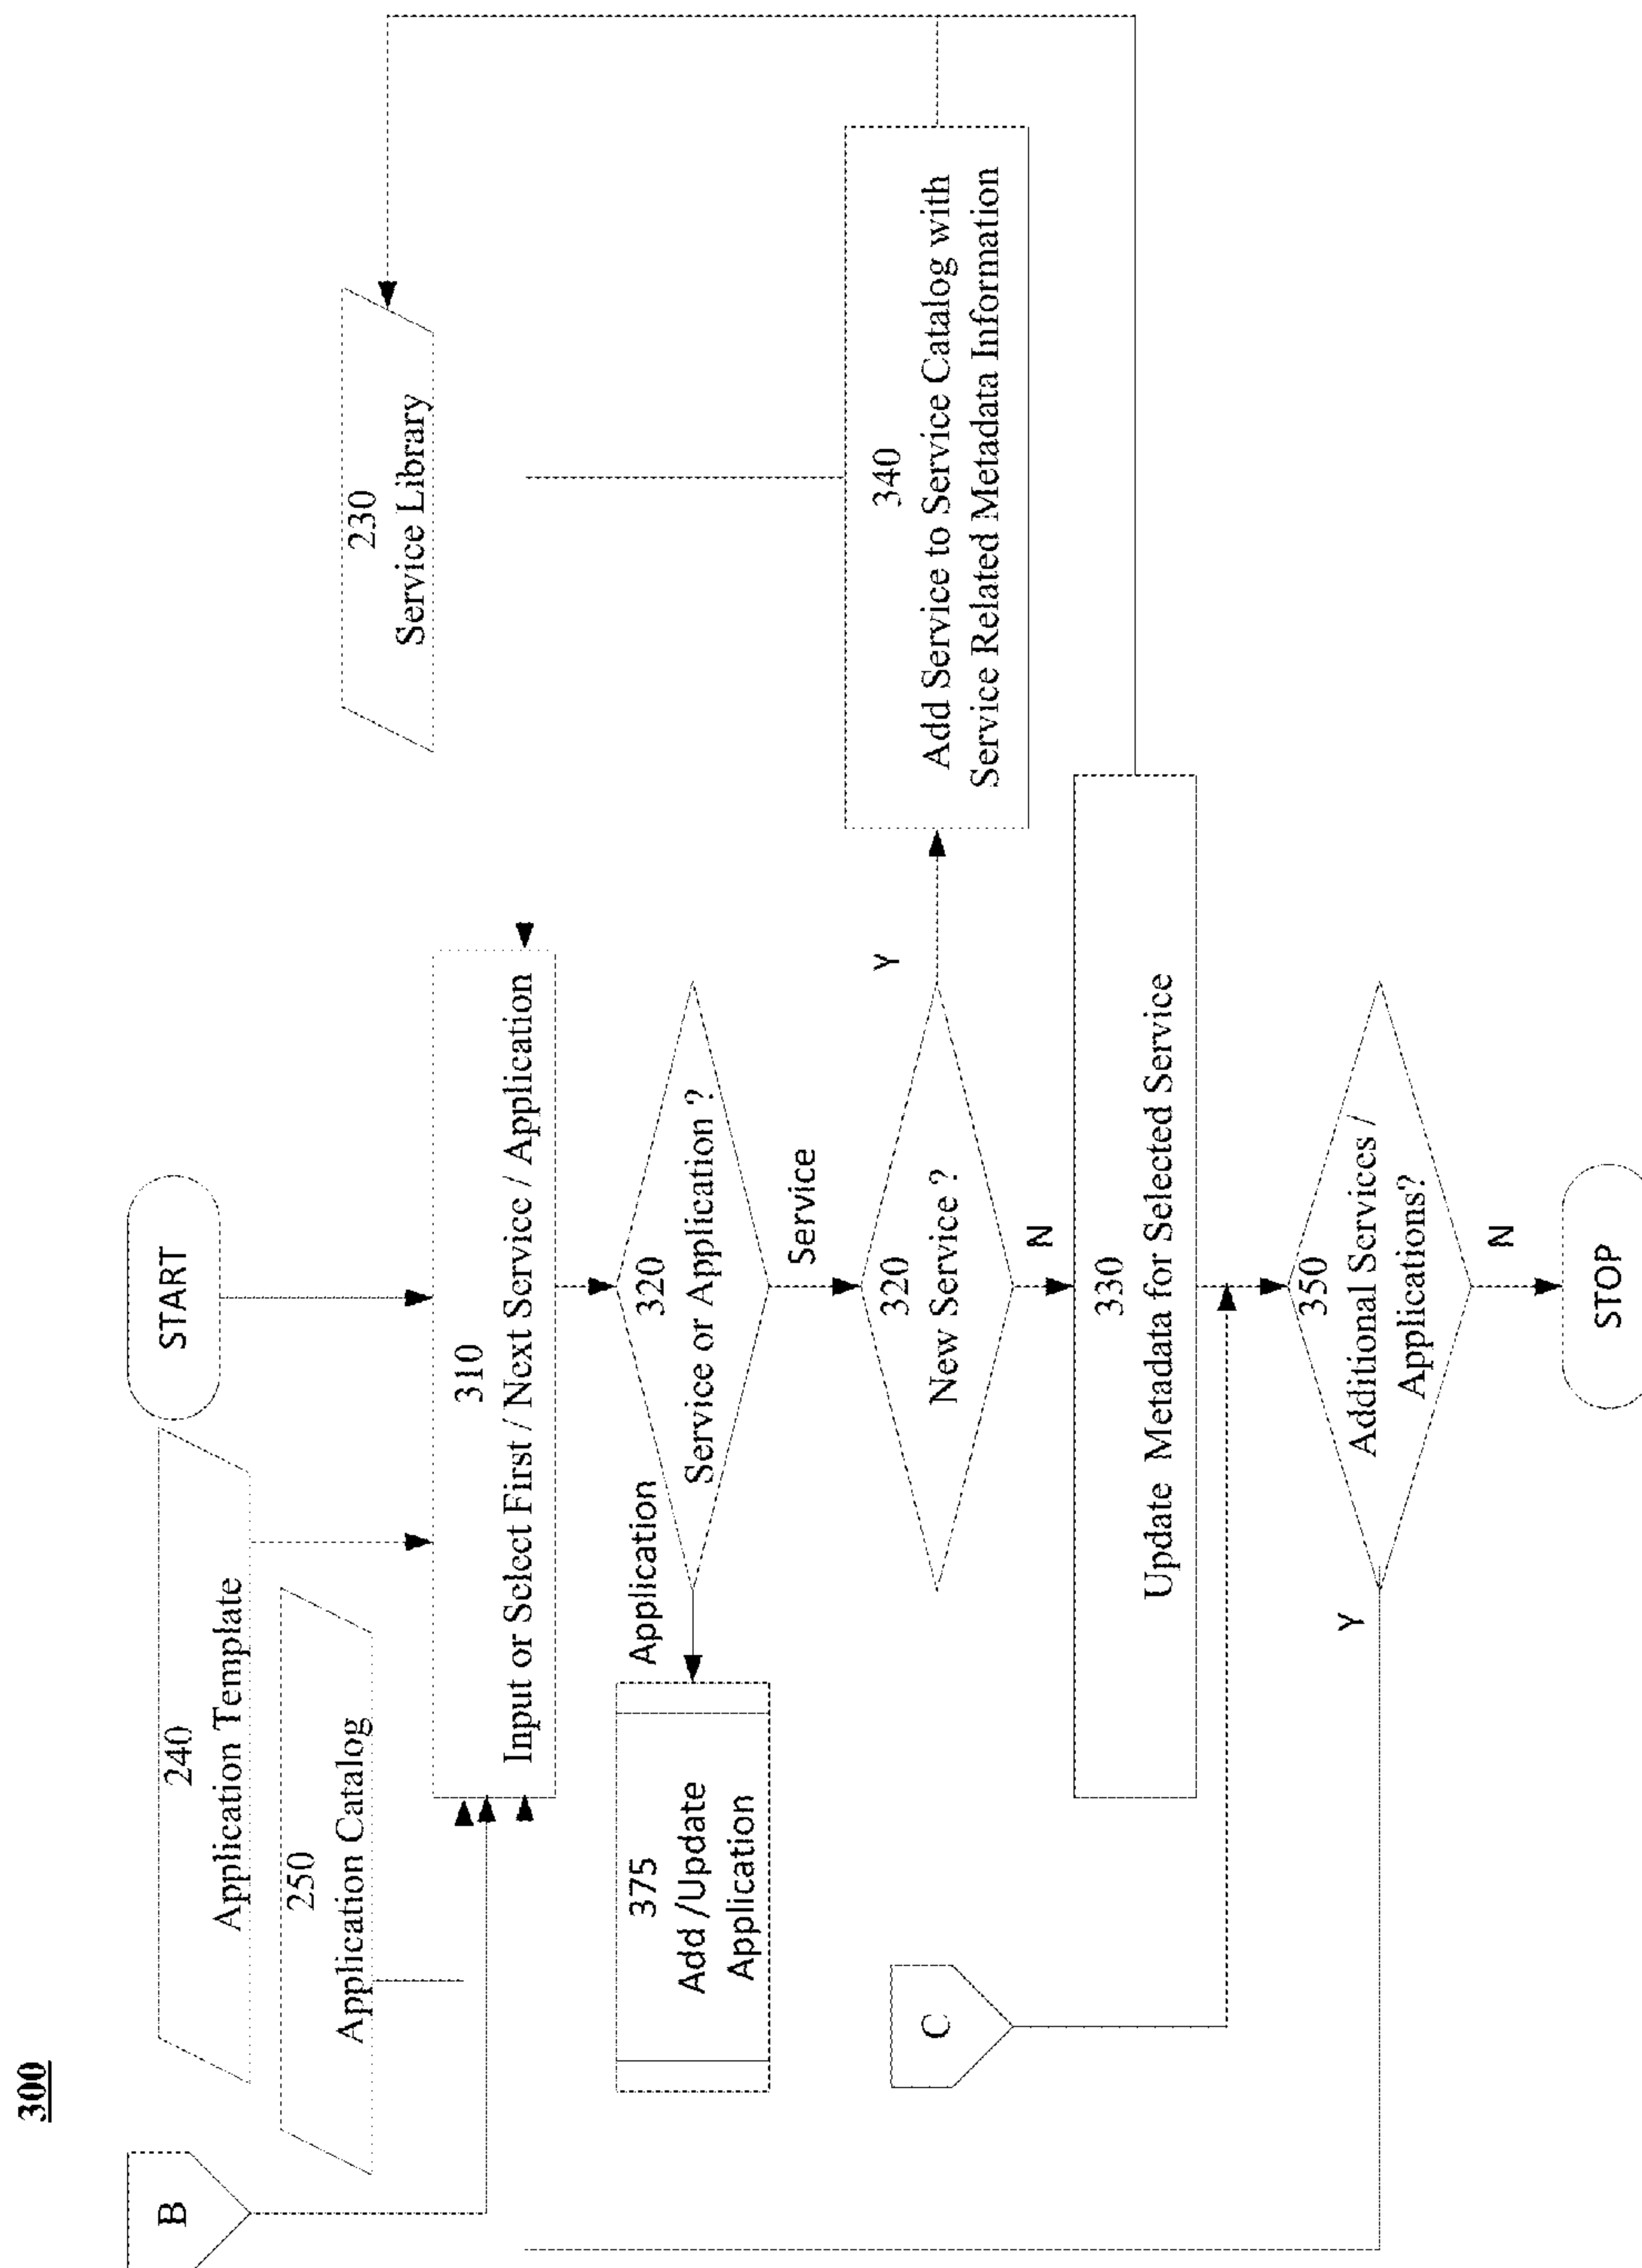 300
B
START
240
Application Template
250
Application Catalog
230
Service Library
310
Input or Select First / Next Service / Application
320
Service or Application ?
Application
Service
375
Add /Update
Application
320
New Service ?
Y
N
340
Add Service to Service Catalog with
Service Related Metadata Information
330
Update Metadata for Selected Service
C
350
Additional Services /
Applications?
Y
N
STOP